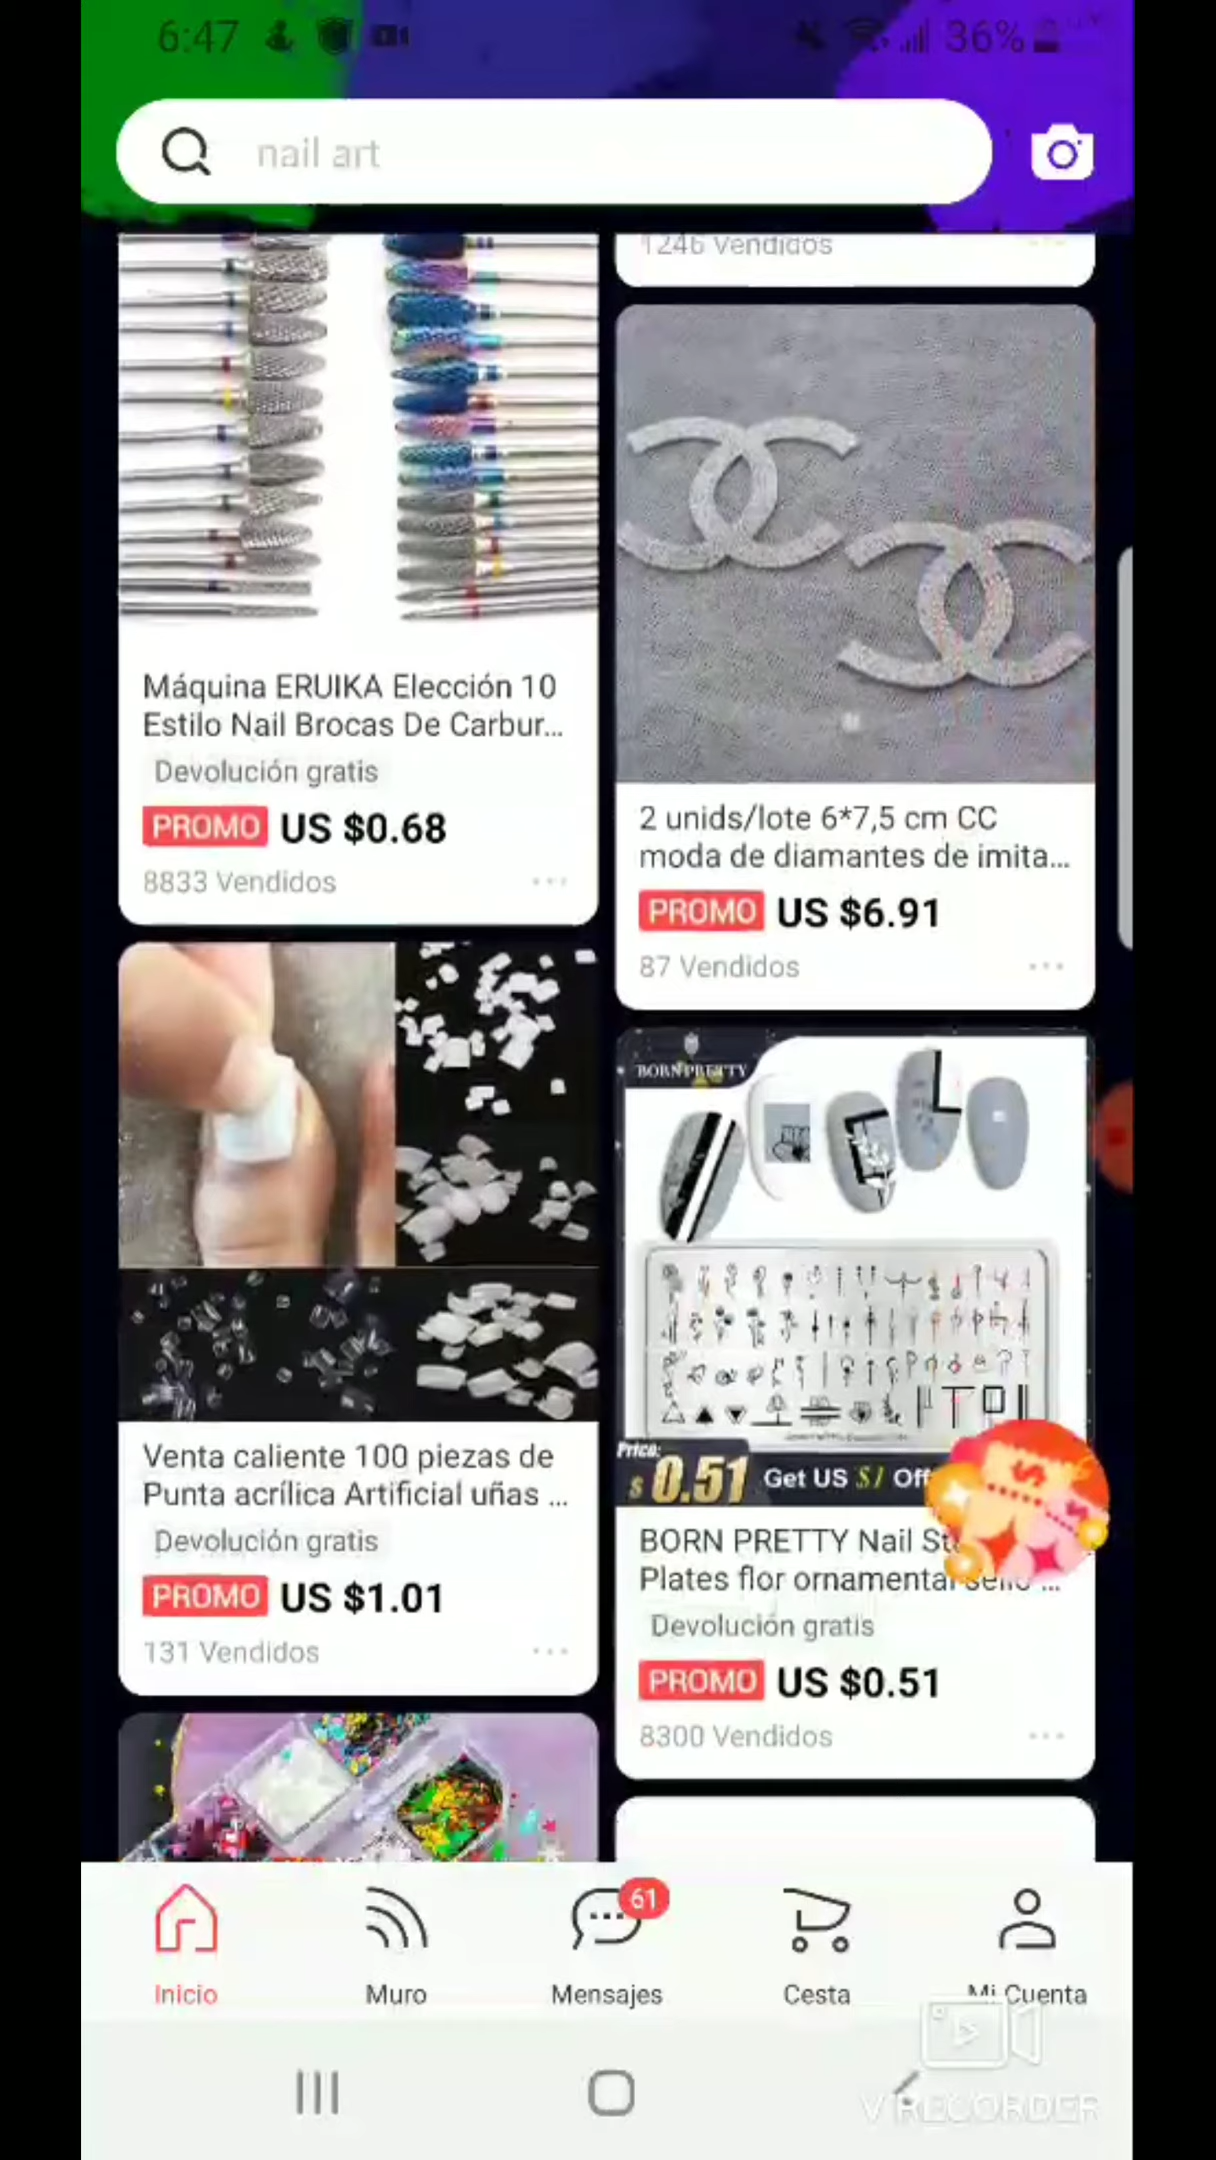 6:47
36%
nail art
1246 Vendidos
Máquina ERUIKA Elección 10
Estilo Nail Brocas De Carbur...
Devolución gratis
PROMO US $0.68
8833 Vendidos
2 unids/lote 6*7,5 cm CC
moda de diamantes de imita...
PROMO US $6.91
87 Vendidos
Venta caliente 100 piezas de
Punta acrílica Artificial uñas ...
Devolución gratis
PROMO US $1.01
131 Vendidos
BORN PRETTY
Price:
$ 0.51 Get US $1 Off
BORN PRETTY Nail
Plates flor ornamental sello ...
Devolución gratis
PROMO US $0.51
8300 Vendidos
61
Inicio
Muro
Mensajes
Cesta
Mi Cuenta
V RECORDER